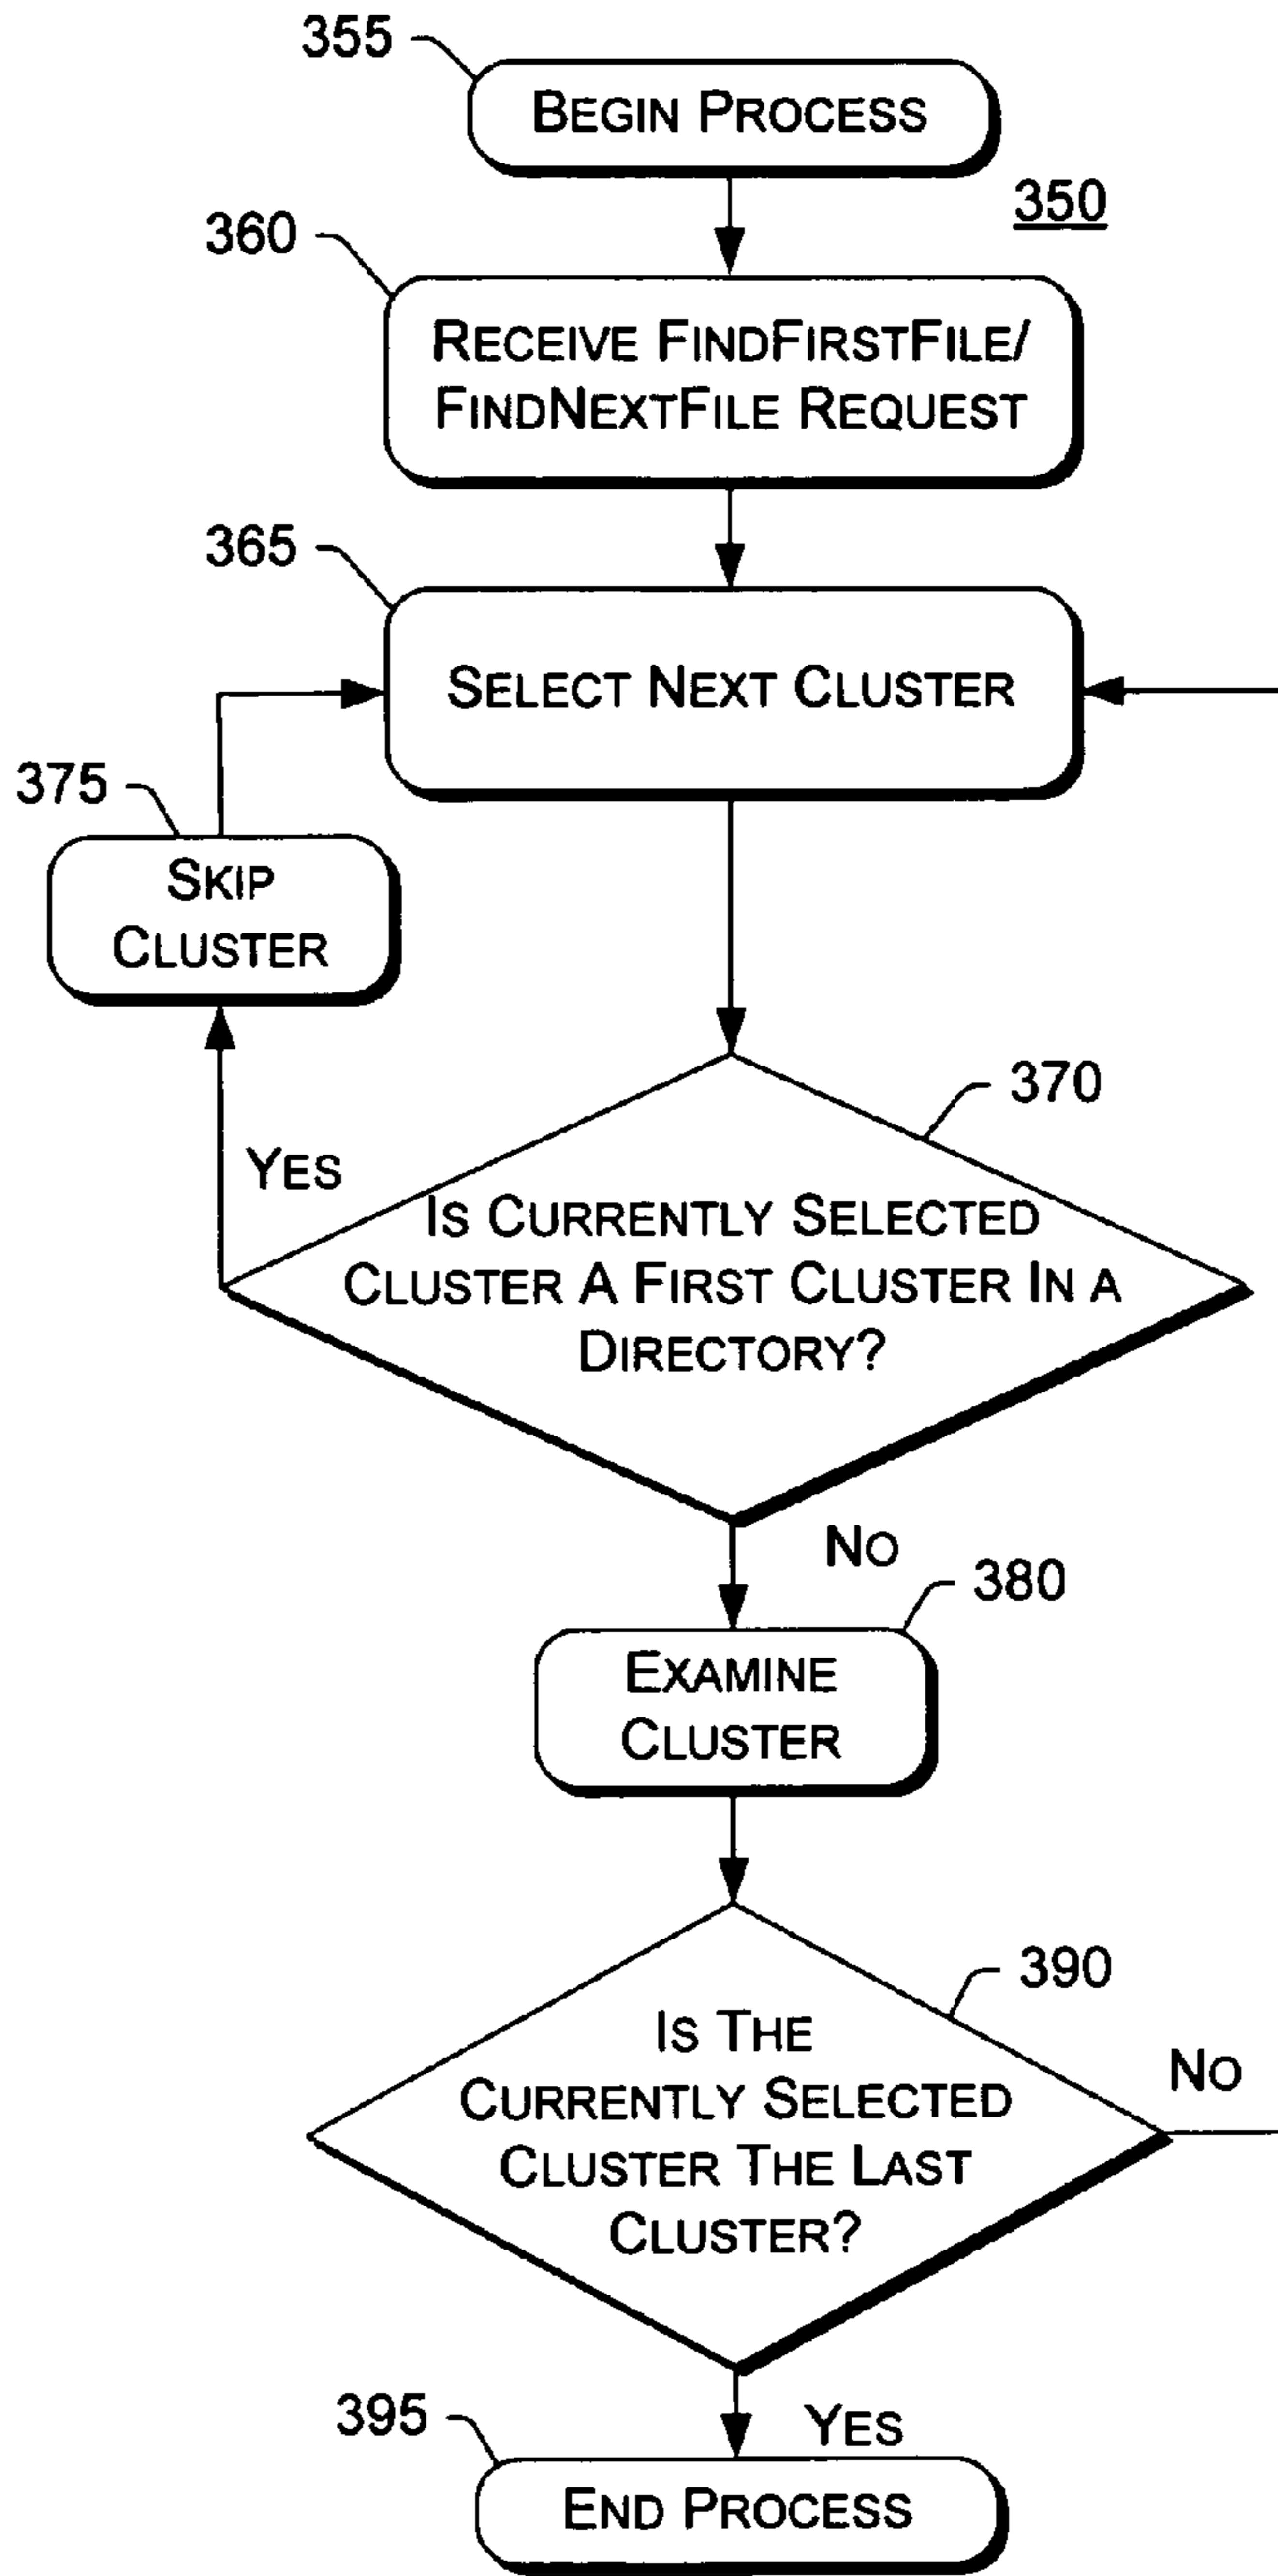 355
BEGIN PROCESS
350
360
RECEIVE FINDFIRSTFILE/
FINDNEXTFILE REQUEST
365
SELECT NEXT CLUSTER
375
SKIP
CLUSTER
370
YES
IS CURRENTLY SELECTED
CLUSTER A FIRST CLUSTER IN A
DIRECTORY?
NO
380
EXAMINE
CLUSTER
390
IS THE
CURRENTLY SELECTED
CLUSTER THE LAST
CLUSTER?
NO
395
YES
END PROCESS